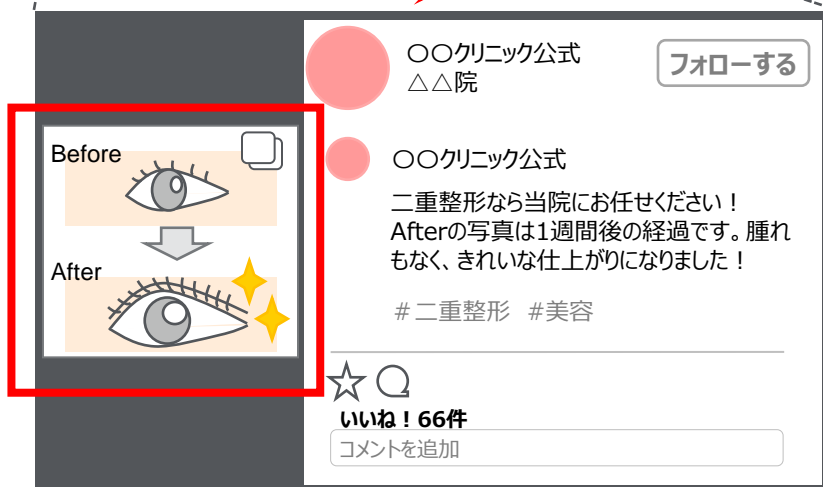 〇〇クリニック公式
△△院
フォローする
Before
After
〇〇クリニック公式
二重整形なら当院にお任せください！
Afterの写真は1週間後の経過です。腫れ
もなく、きれいな仕上がりになりました！
＃二重整形 #美容
いいね！66件
コメントを追加